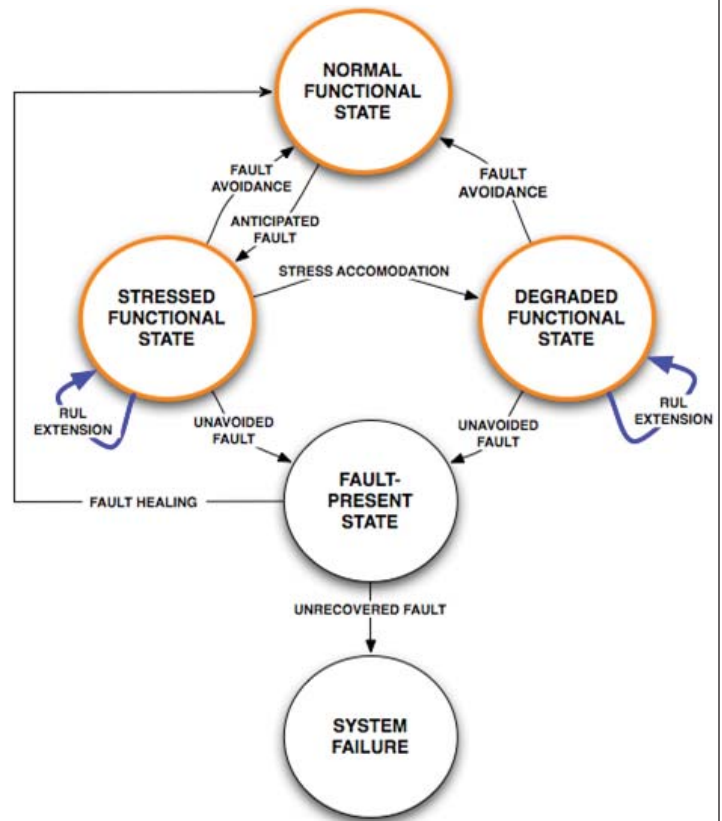 NORMAL
FUNCTIONAL
STATE
FAULT
AVOIDANCE
FAULT
AVOIDANCE
ANTICIPATED
FAULT
STRESS ACCOMODATION
STRESSED
FUNCTIONAL
STATE
DEGRADED
FUNCTIONAL
STATE
RUL
EXTENSION
RUL
EXTENSION
UNAVOIDED
FAULT
UNAVOIDED
FAULT
FAULT-
PRESENT
STATE
FAULT HEALING
UNRECOVERED FAULT
SYSTEM
FAILURE